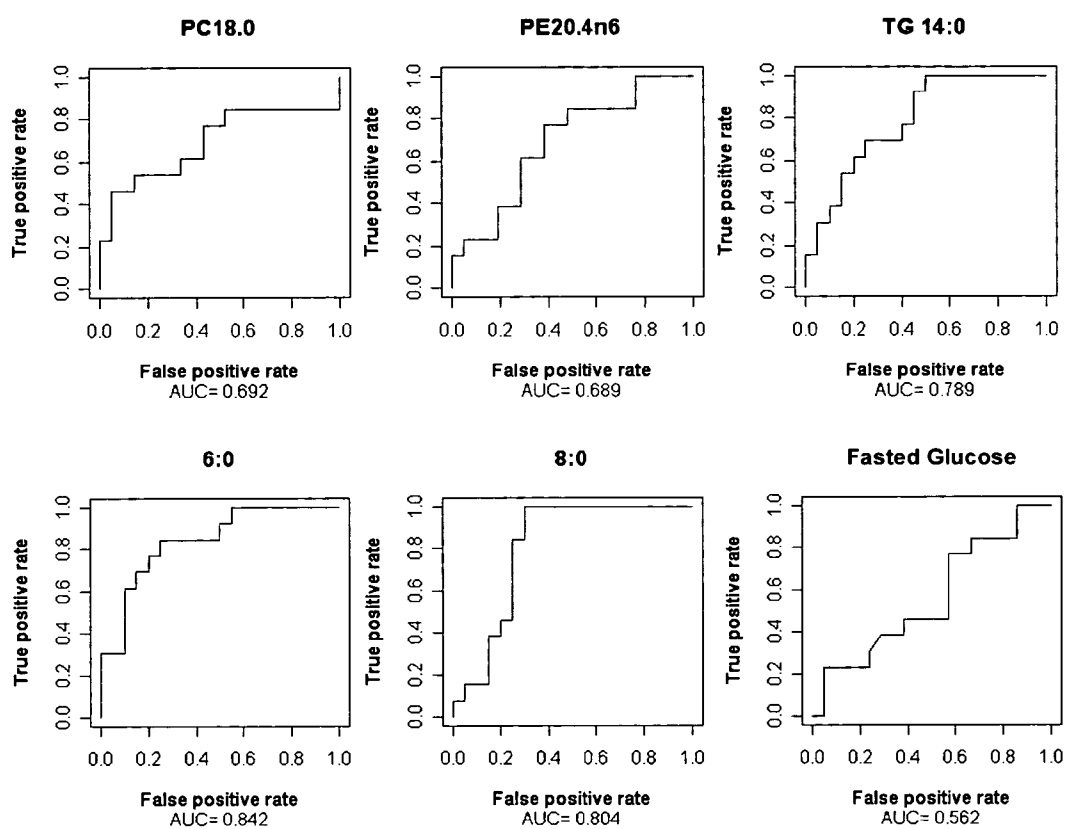 PC18.0
PE20.4n6
TG 14:0
True positive rate
0.0 0.2 0.4 0.6 0.8 1.0
0.0 0.2 0.4 0.6 0.8 1.0
False positive rate
AUC= 0.692
True positive rate
0.0 0.2 0.4 0.6 0.8 1.0
0.0 0.2 0.4 0.6 0.8 1.0
False positive rate
AUC= 0.689
True positive rate
0.0 0.2 0.4 0.6 0.8 1.0
0.0 0.2 0.4 0.6 0.8 1.0
False positive rate
AUC= 0.789
6:0
8:0
Fasted Glucose
True positive rate
0.0 0.2 0.4 0.6 0.8 1.0
0.0 0.2 0.4 0.6 0.8 1.0
False positive rate
AUC= 0.842
True positive rate
0.0 0.2 0.4 0.6 0.8 1.0
0.0 0.2 0.4 0.6 0.8 1.0
False positive rate
AUC= 0.804
True positive rate
0.0 0.2 0.4 0.6 0.8 1.0
0.0 0.2 0.4 0.6 0.8 1.0
False positive rate
AUC= 0.562